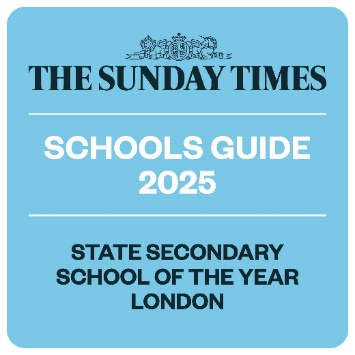 THE SUNDAY TIMES
SCHOOLS GUIDE
2025
STATE SECONDARY
SCHOOL OF THE YEAR
LONDON